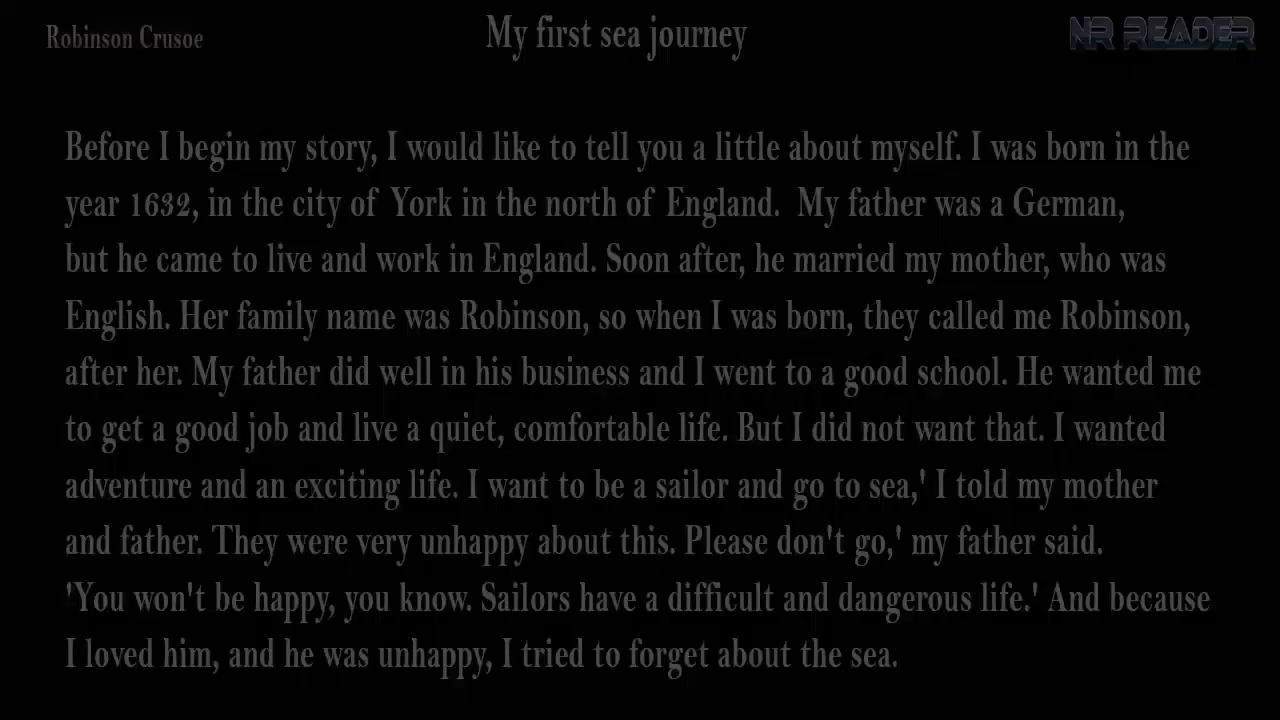 Robinson Crusoe
My first sea journey
NR READER
Before I begin my story, I would like to tell you a little about myself. I was born in the
year 1632, in the city of York in the north of England. My father was a German,
but he came to live and work in England. Soon after, he married my mother, who was
English. Her family name was Robinson, so when I was born, they called me Robinson,
after her. My father did well in his business and I went to a good school. He wanted me
to get a good job and live a quiet, comfortable life. But I did not want that. I wanted
adventure and an exciting life. I want to be a sailor and go to sea,' I told my mother
and father. They were very unhappy about this. Please don't go,' my father said.
'You won't be happy, you know. Sailors have a difficult and dangerous life.' And because
I loved him, and he was unhappy, I tried to forget about the sea.